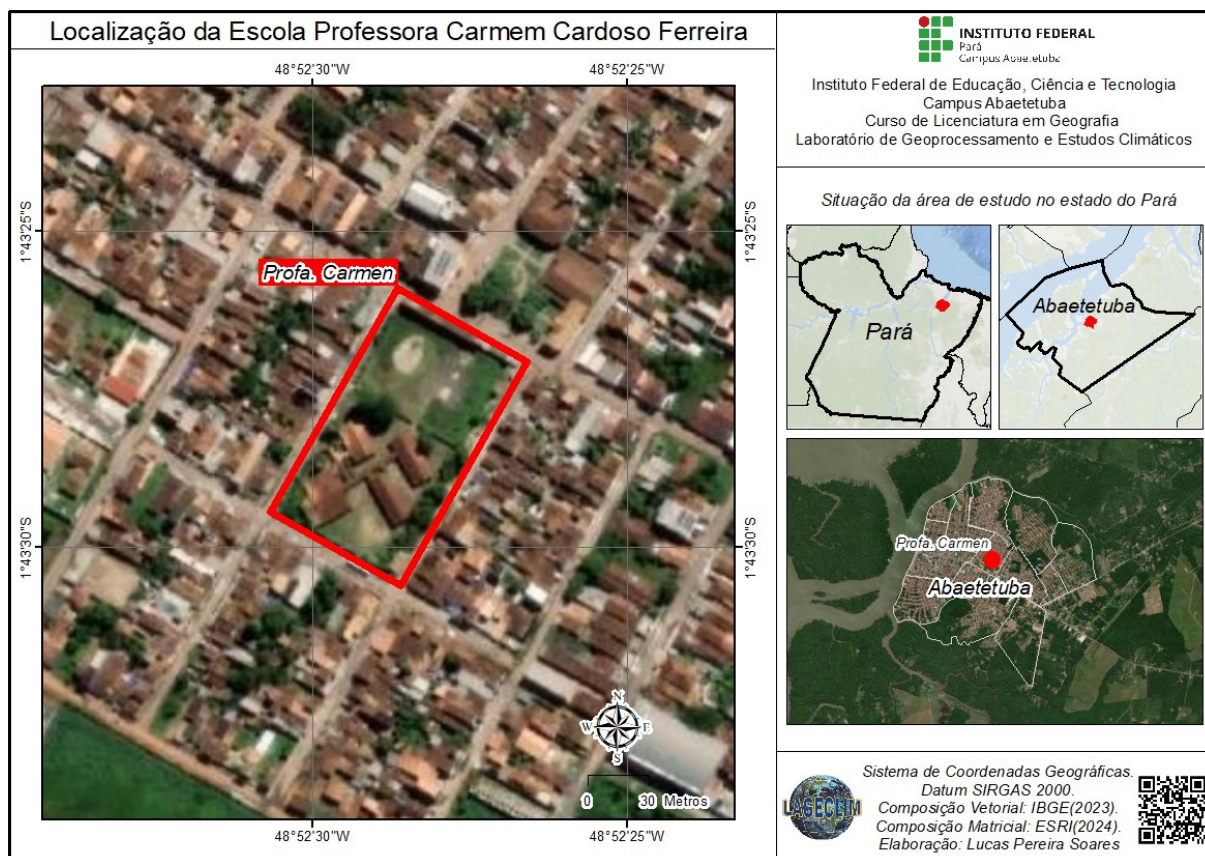 Localização da Escola Professora Carmem Cardoso Ferreira
48°52'30"W
48°52'25"W
1°43'25"S
1°43'25"S
Profa. Carmen
1°43'30"S
1°43'30"S
N
W
E
S
0 30 Metros
48°52'30"W
48°52'25"W
INSTITUTO FEDERAL
Pará
Campus Abaetetuba
Instituto Federal de Educação, Ciência e Tecnologia
Campus Abaetetuba
Curso de Licenciatura em Geografia
Laboratório de Geoprocessamento e Estudos Climáticos
Situação da área de estudo no estado do Pará
Pará
Abaetetuba
Profa. Carmen
Abaetetuba
LAGECLIM
Sistema de Coordenadas Geográficas.
Datum SIRGAS 2000.
Composição Vetorial: IBGE(2023).
Composição Matricial: ESRI(2024).
Elaboração: Lucas Pereira Soares